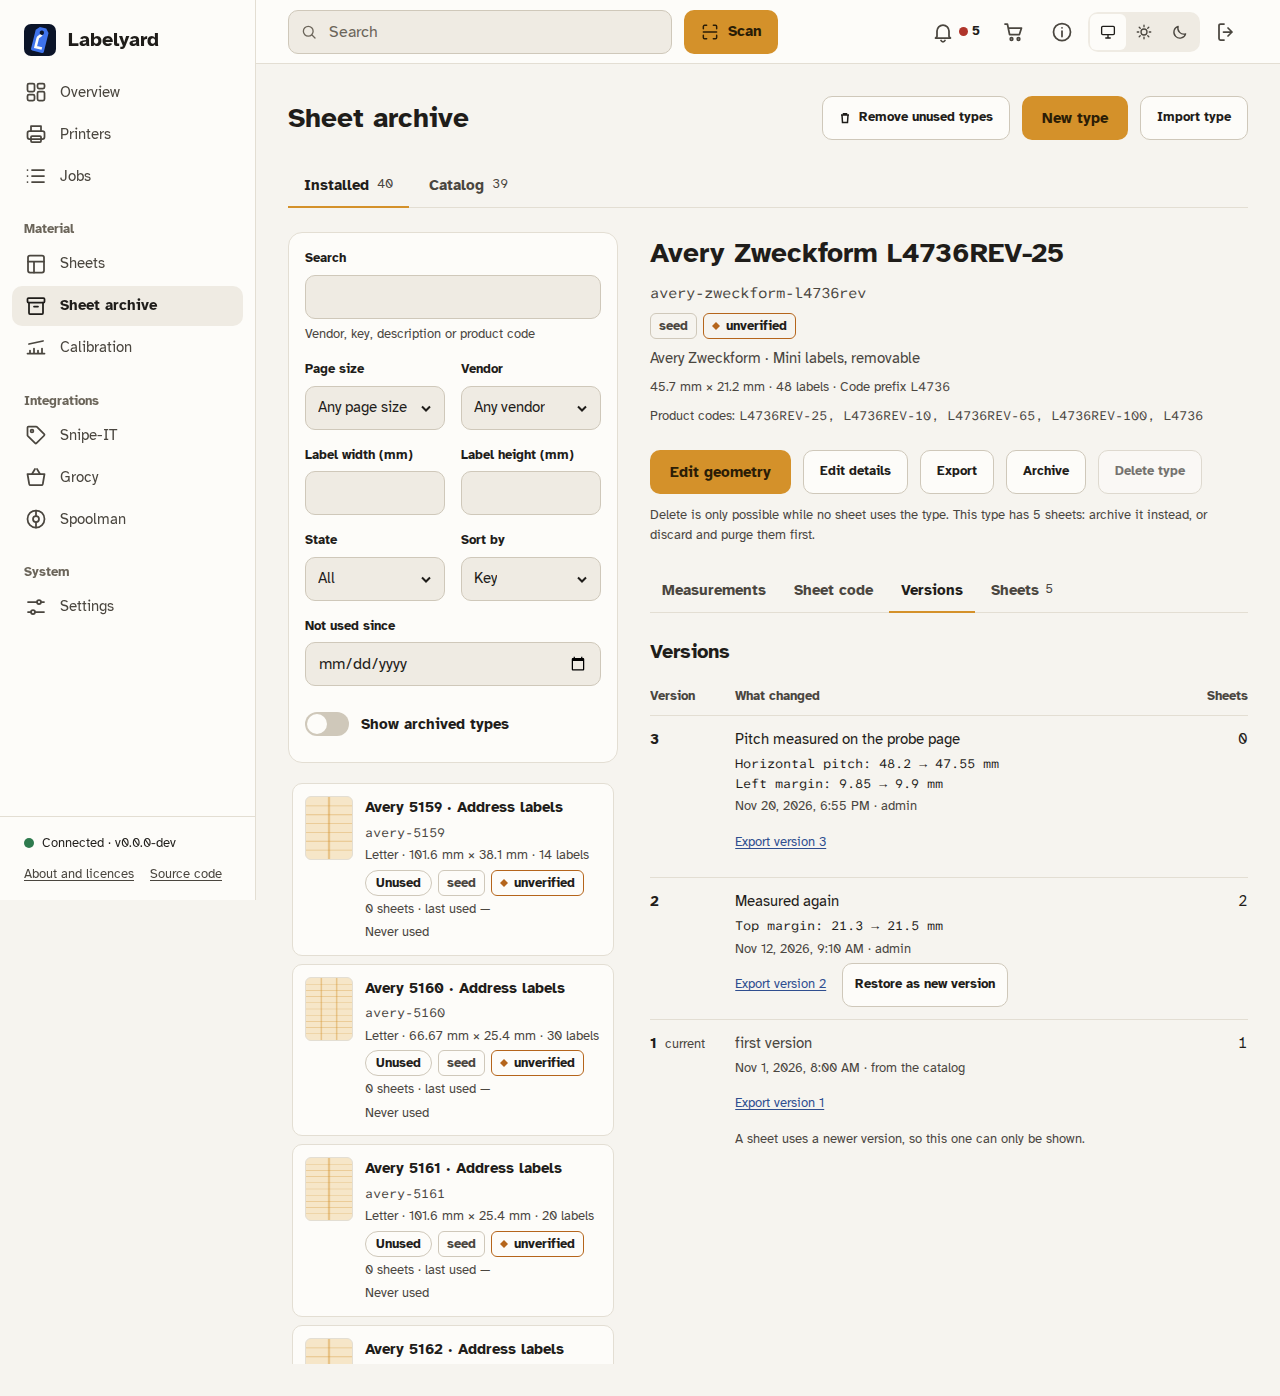 Labelyard
Overview
Printers
Jobs
Material
Sheets
Sheet archive
Calibration
Integrations
Snipe-IT
Grocy
Spoolman
System
Settings
Connected · v0.0.0-dev
About and licences
Source code
Search
Scan
5
Sheet archive
Remove unused types
New type
Import type
Installed 40
Catalog 39
Search
Vendor, key, description or product code
Page size
Vendor
Any page size
Any vendor
Label width (mm)
Label height (mm)
State
Sort by
All
Key
Not used since
mm/dd/yyyy
Show archived types
Avery 5159 · Address labels
avery-5159
Letter · 101.6 mm × 38.1 mm · 14 labels
Unused
seed
unverified
0 sheets · last used —
Never used
Avery 5160 · Address labels
avery-5160
Letter · 66.67 mm × 25.4 mm · 30 labels
Unused
seed
unverified
0 sheets · last used —
Never used
Avery 5161 · Address labels
avery-5161
Letter · 101.6 mm × 25.4 mm · 20 labels
Unused
seed
unverified
0 sheets · last used —
Never used
Avery 5162 · Address labels
Avery Zweckform L4736REV-25
avery-zweckform-l4736rev
seed
unverified
Avery Zweckform · Mini labels, removable
45.7 mm × 21.2 mm · 48 labels · Code prefix L4736
Product codes: L4736REV-25, L4736REV-10, L4736REV-65, L4736REV-100, L4736
Edit geometry
Edit details
Export
Archive
Delete type
Delete is only possible while no sheet uses the type. This type has 5 sheets: archive it instead, or
discard and purge them first.
Measurements
Sheet code
Versions
Sheets 5
Versions
Version
What changed
Sheets
3
Pitch measured on the probe page
0
Horizontal pitch: 48.2 → 47.55 mm
Left margin: 9.85 → 9.9 mm
Nov 20, 2026, 6:55 PM · admin
Export version 3
2
Measured again
2
Top margin: 21.3 → 21.5 mm
Nov 12, 2026, 9:10 AM · admin
Export version 2
Restore as new version
1 current
first version
1
Nov 1, 2026, 8:00 AM · from the catalog
Export version 1
A sheet uses a newer version, so this one can only be shown.